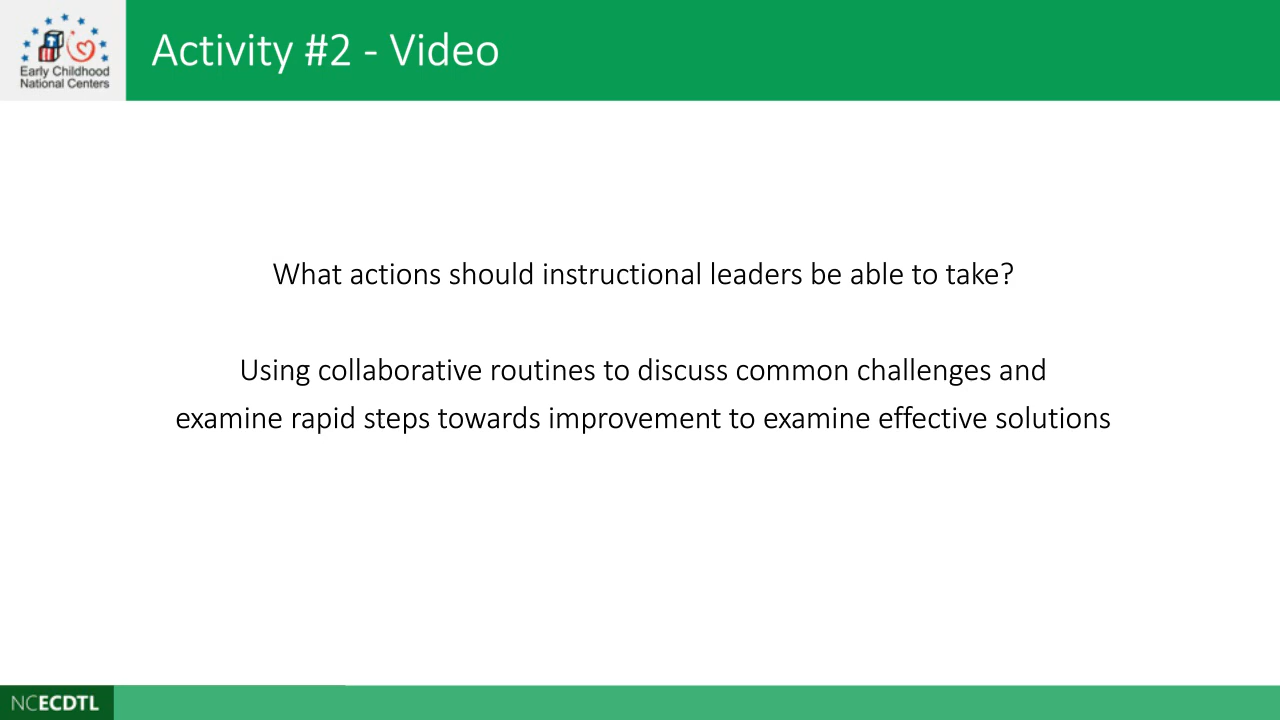 Early Childhood
National Centers
Activity #2 - Video
What actions should instructional leaders be able to take?
Using collaborative routines to discuss common challenges and
examine rapid steps towards improvement to examine effective solutions
NCECDTL